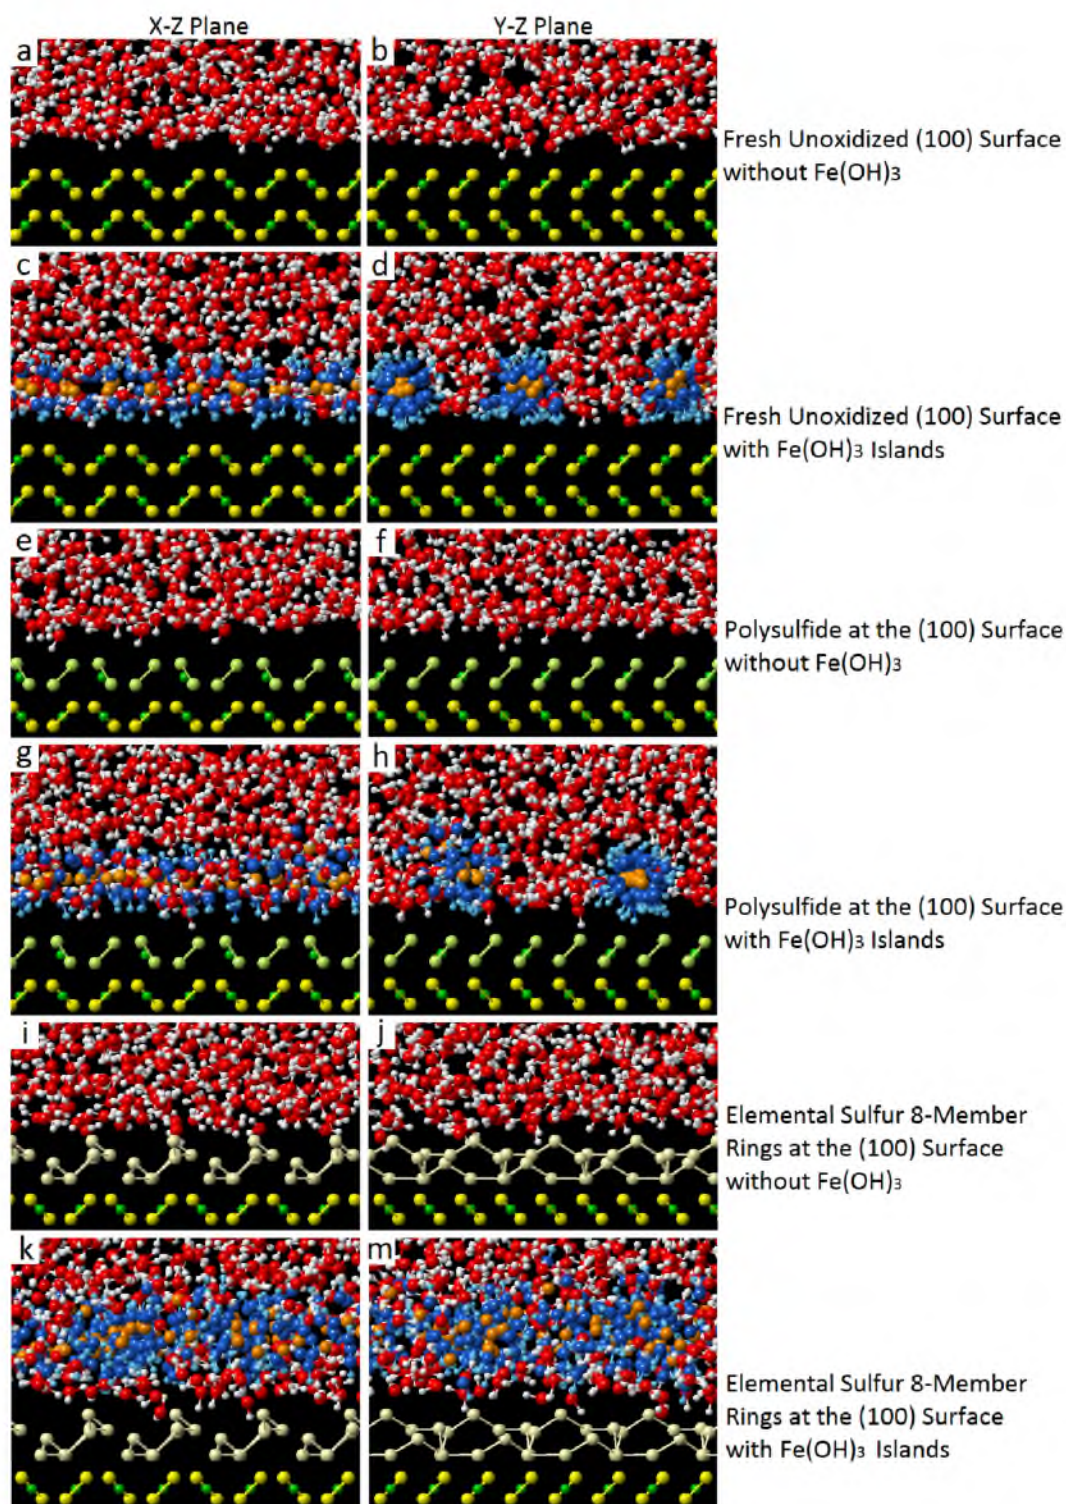 X-Z Plane
Y-Z Plane
a
b
Fresh Unoxidized (100) Surface
without Fe(OH)3
c
d
Fresh Unoxidized (100) Surface
with Fe(OH)3 Islands
e
f
Polysulfide at the (100) Surface
without Fe(OH)3
g
h
Polysulfide at the (100) Surface
with Fe(OH)3 Islands
i
j
Elemental Sulfur 8-Member
Rings at the (100) Surface
without Fe(OH)3
k
m
Elemental Sulfur 8-Member
Rings at the (100) Surface
with Fe(OH)3 Islands